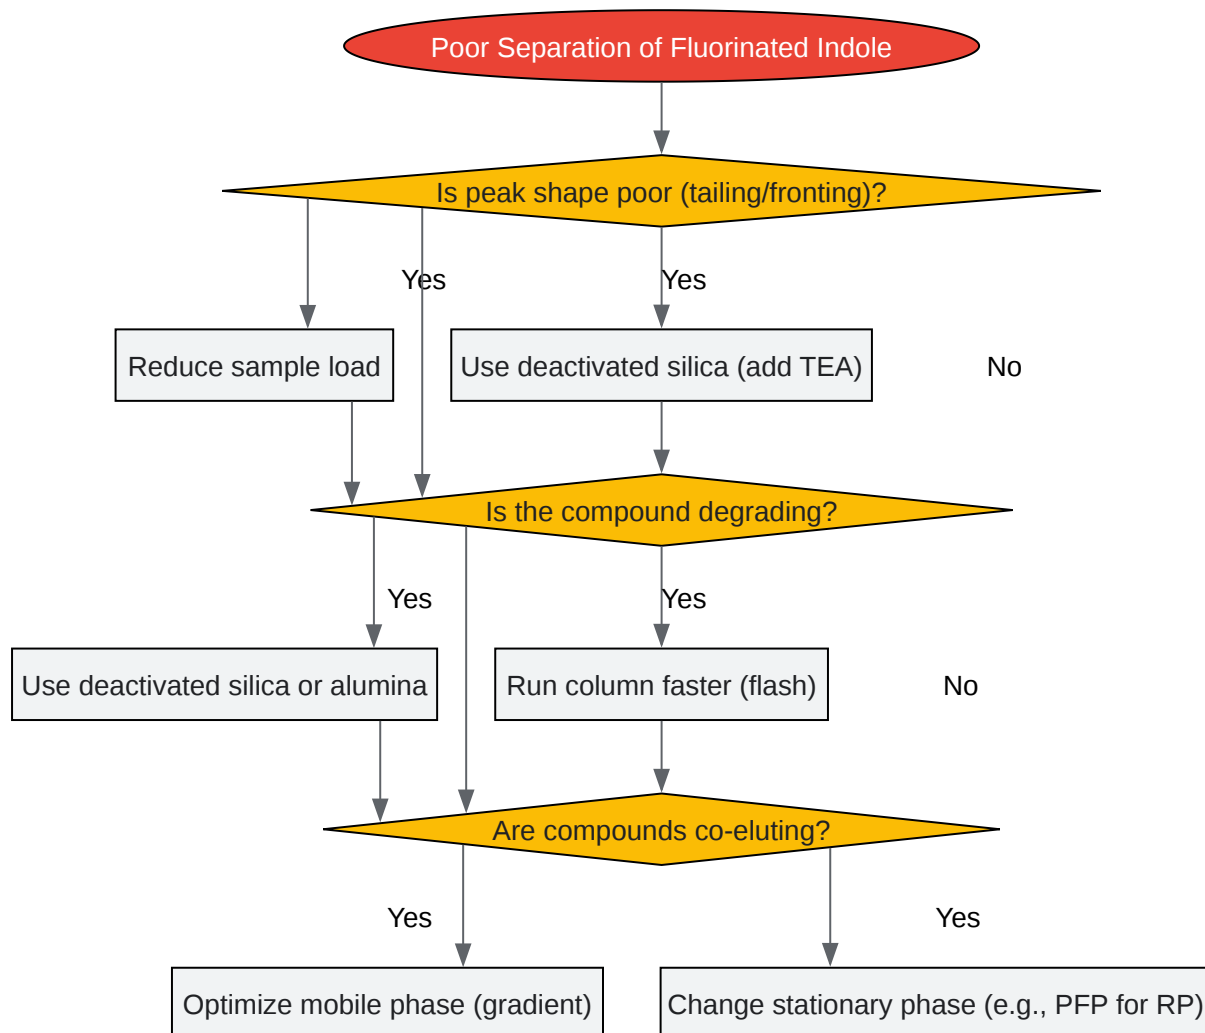 Poor Separation of Fluorinated Indole
Is peak shape poor (tailing/fronting)?
Yes
Yes
Reduce sample load
Use deactivated silica (add TEA)
No
Is the compound degrading?
Yes
Yes
Use deactivated silica or alumina
Run column faster (flash)
No
Are compounds co-eluting?
Yes
Yes
Optimize mobile phase (gradient)
Change stationary phase (e.g., PFP for RP)